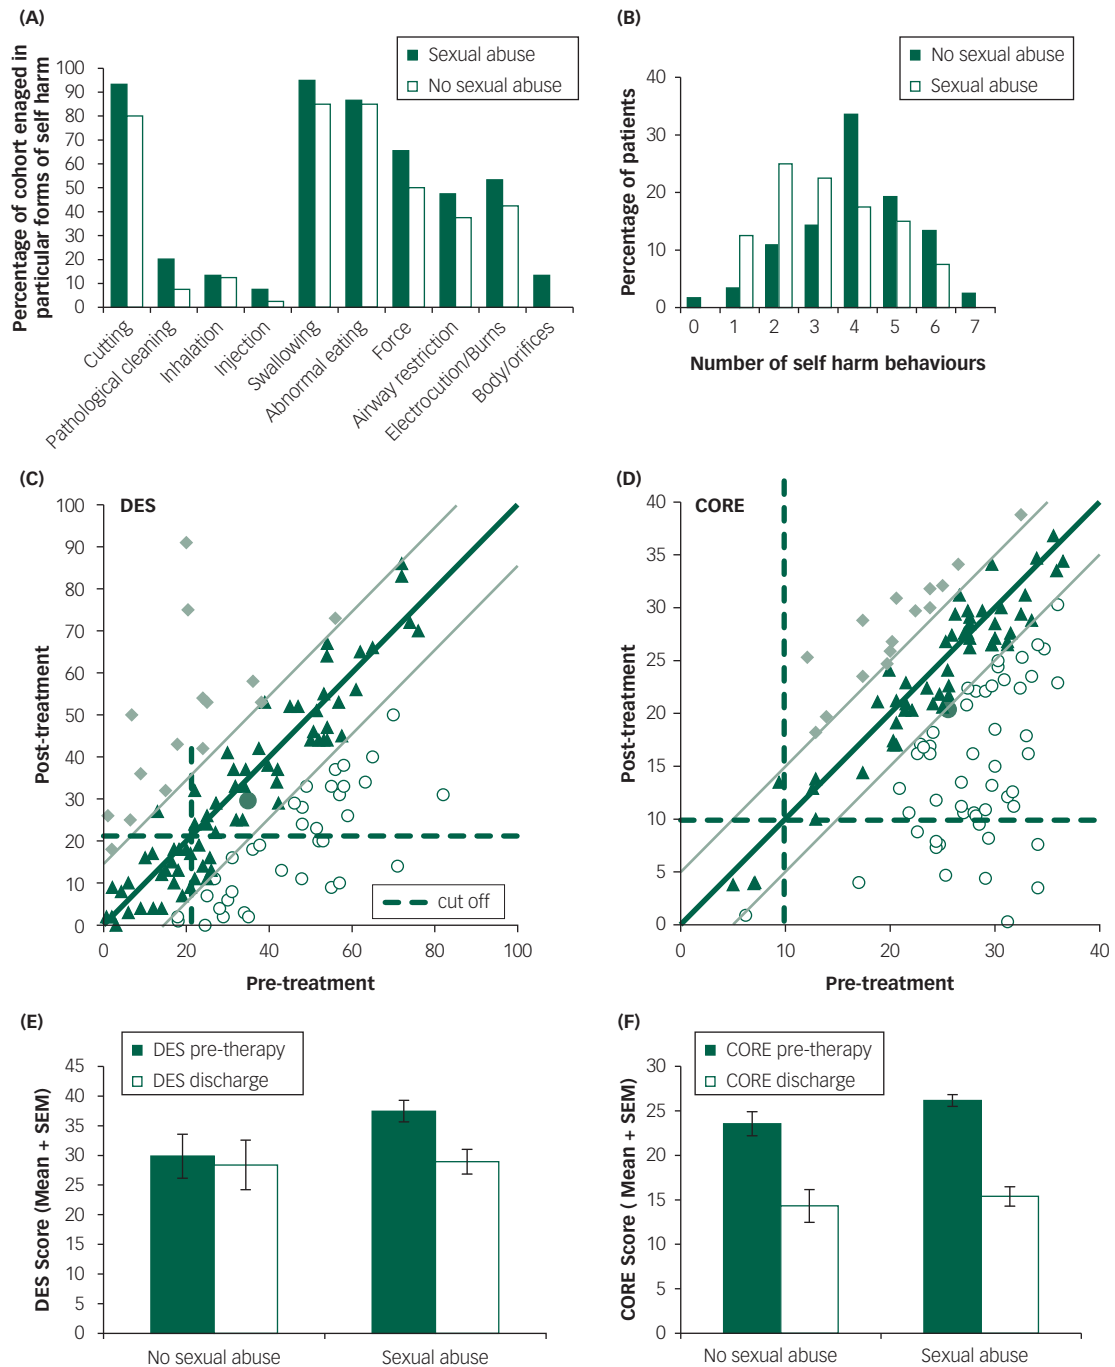 (A)
Sexual abuse
No sexual abuse
Percentage of cohort enaged in
particular forms of self harm
100
90
80
70
60
50
40
30
20
10
0
Cutting
Pathological cleaning
Inhalation
Injection
Swallowing
Abnormal eating
Force
Airway restriction
Electrocution/Burns
Body/orifices
(B)
No sexual abuse
Sexual abuse
Percentage of patients
40
30
20
10
0
0 1 2 3 4 5 6 7
Number of self harm behaviours
(C)
DES
Post-treatment
100
90
80
70
60
50
40
30
20
10
0
cut off
0 20 40 60 80 100
Pre-treatment
(D)
CORE
Post-treatment
40
35
30
25
20
15
10
5
0
0 10 20 30 40
Pre-treatment
(E)
DES pre-therapy
DES discharge
DES Score (Mean + SEM)
45
40
35
30
25
20
15
10
5
0
No sexual abuse Sexual abuse
(F)
CORE pre-therapy
CORE discharge
CORE Score ( Mean + SEM)
30
25
20
15
10
5
0
No sexual abuse Sexual abuse